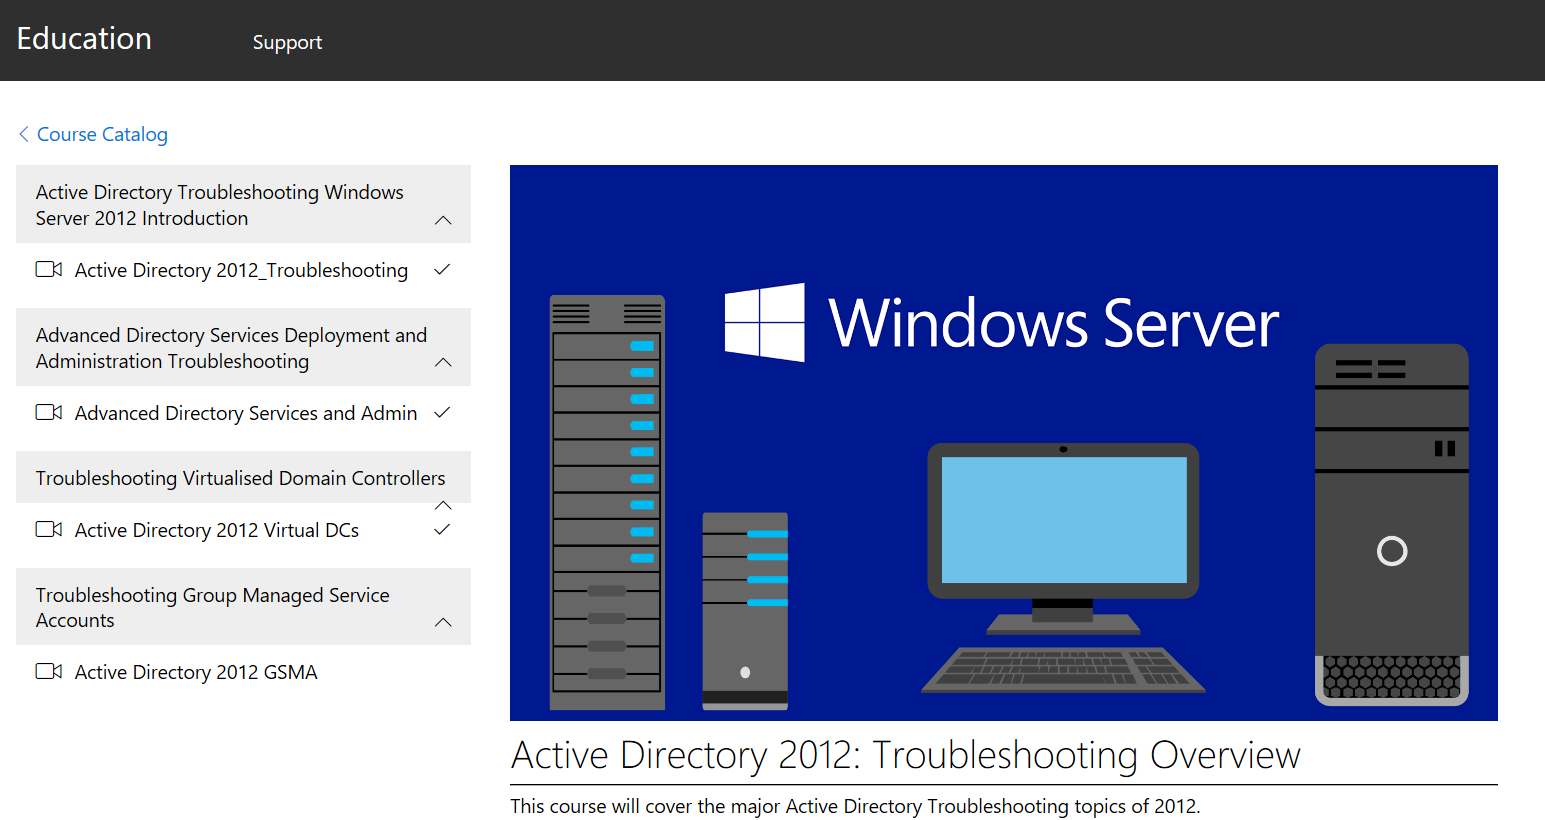 Education
Support
Course Catalog
Active Directory Troubleshooting Windows
Server 2012 Introduction
Active Directory 2012_Troubleshooting
Advanced Directory Services Deployment and
Administration Troubleshooting
Advanced Directory Services and Admin
Troubleshooting Virtualised Domain Controllers
Active Directory 2012 Virtual DCs
Troubleshooting Group Managed Service
Accounts
Active Directory 2012 GSMA
Windows Server
Active Directory 2012: Troubleshooting Overview
This course will cover the major Active Directory Troubleshooting topics of 2012.